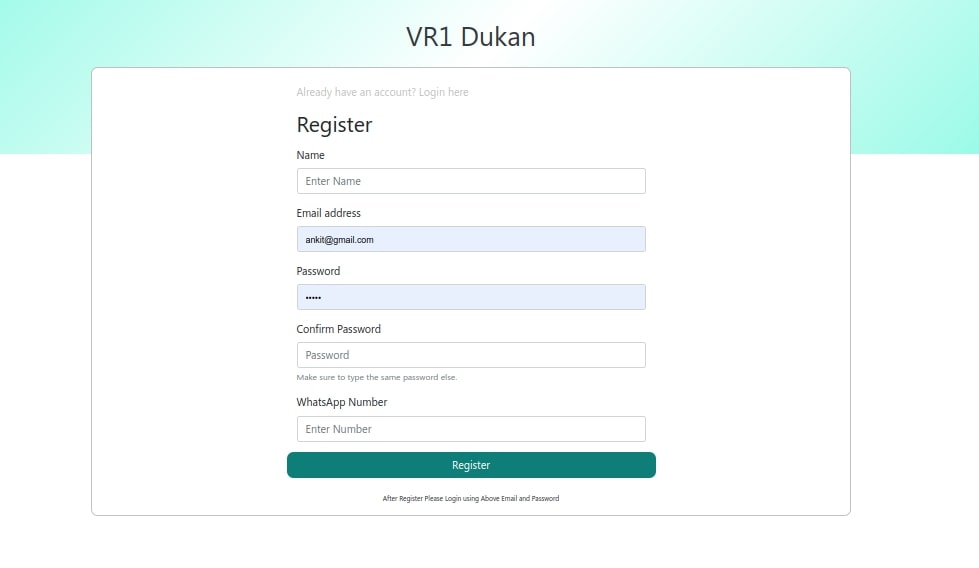 VR1 Dukan
Already have an account? Login here
Register
Name
Enter Name
Email address
ankit@gmail.com
Password
•••••
Confirm Password
Password
Make sure to type the same password else.
WhatsApp Number
Enter Number
Register
After Register Please Login using Above Email and Password